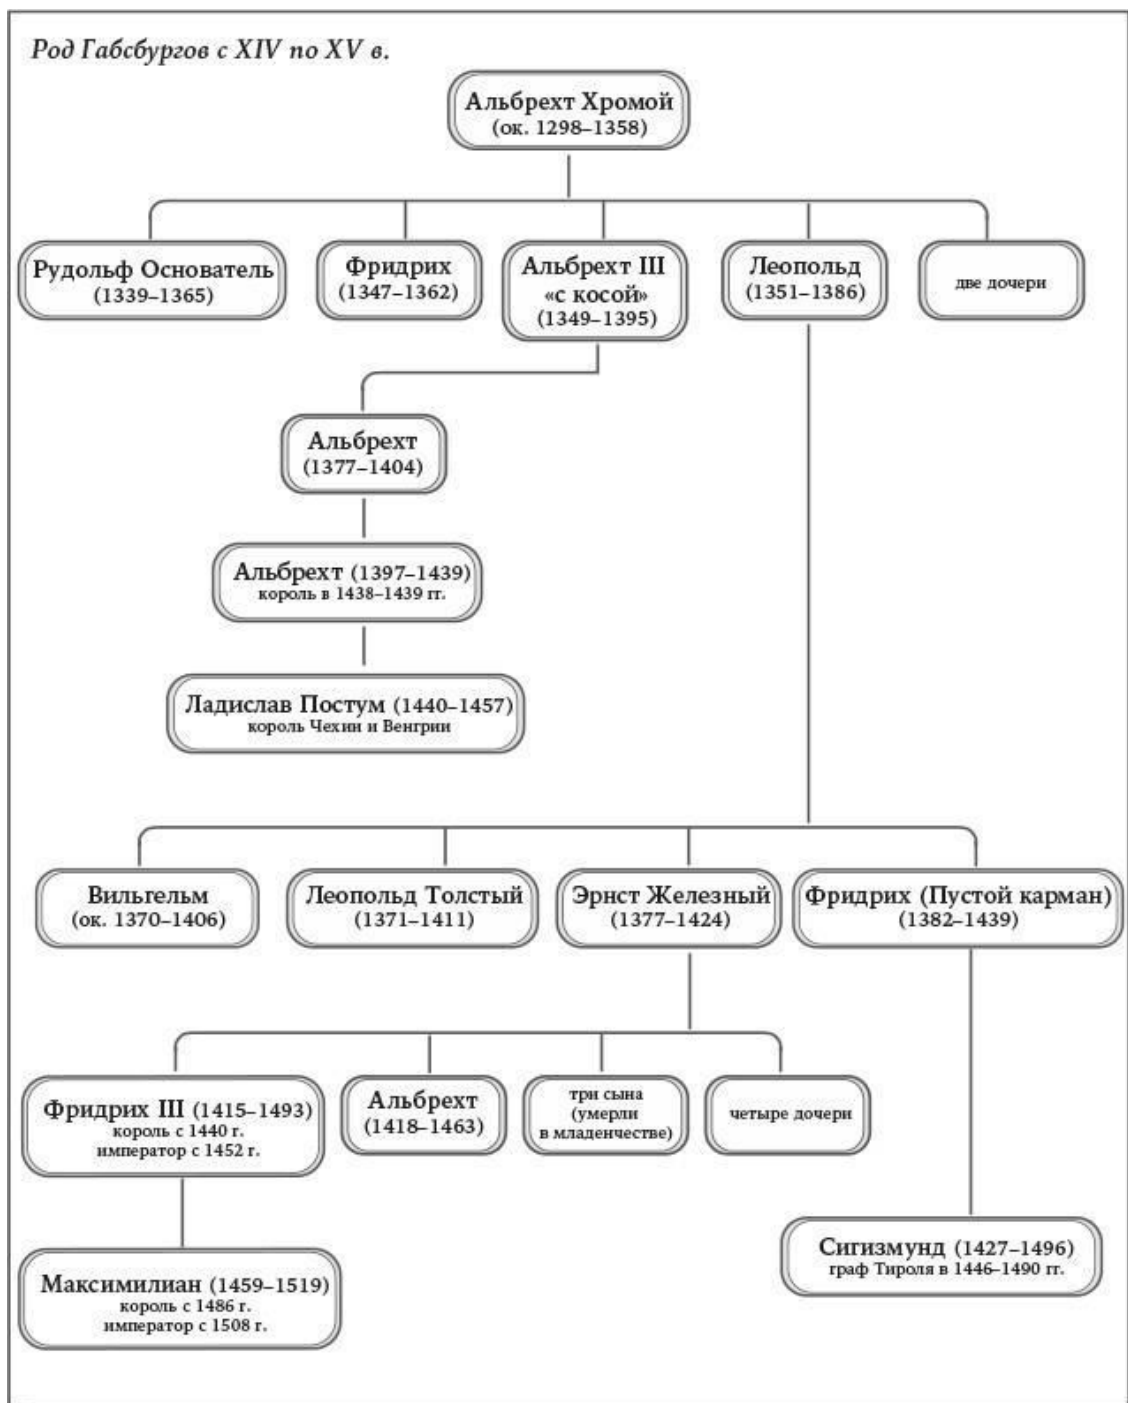 Род Габсбургов с XIV по XV в.
Альбрехт Хромой
(ок. 1298–1358)
Рудольф Основатель
(1339–1365)
Фридрих
(1347–1362)
Альбрехт III
«с косой»
(1349–1395)
Леопольд
(1351–1386)
две дочери
Альбрехт
(1377–1404)
Альбрехт (1397–1439)
король в 1438–1439 гг.
Ладислав Постум (1440–1457)
король Чехин и Венгрии
Вильгельм
(ок. 1370–1406)
Леопольд Толстый
(1371–1411)
Эрнст Железный
(1377–1424)
Фридрих (Пустой карман)
(1382–1439)
Фридрих III (1415–1493)
король с 1440 г.
император с 1452 г.
Альбрехт
(1418–1463)
три сына
(умерли
в младенчестве)
четыре дочери
Сигизмунд (1427–1496)
граф Тироля в 1446–1490 гг.
Максимилиан (1459–1519)
король с 1486 г.
император с 1508 г.